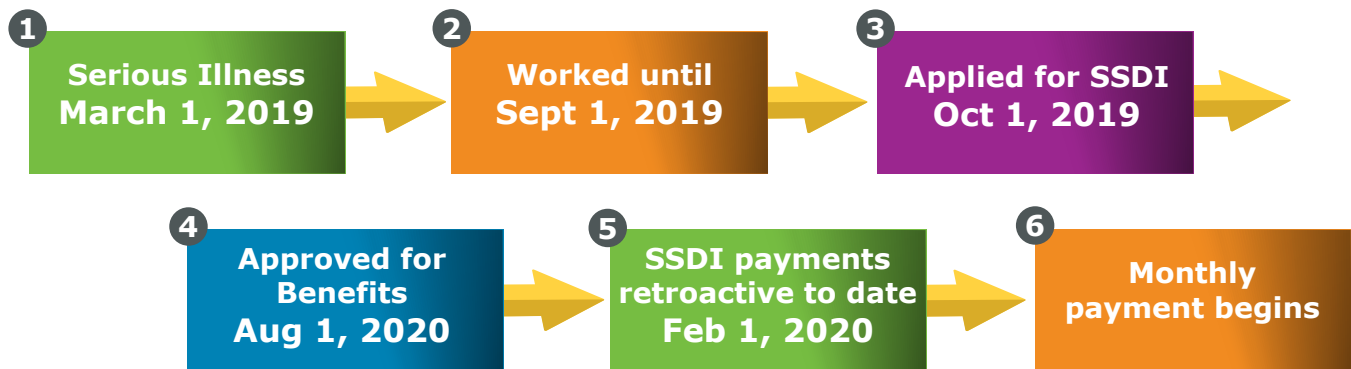 1
Serious Illness
March 1, 2019
2
Worked until
Sept 1, 2019
3
Applied for SSDI
Oct 1, 2019
4
Approved for
Benefits
Aug 1, 2020
5
SSDI payments
retroactive to date
Feb 1, 2020
6
Monthly
payment begins